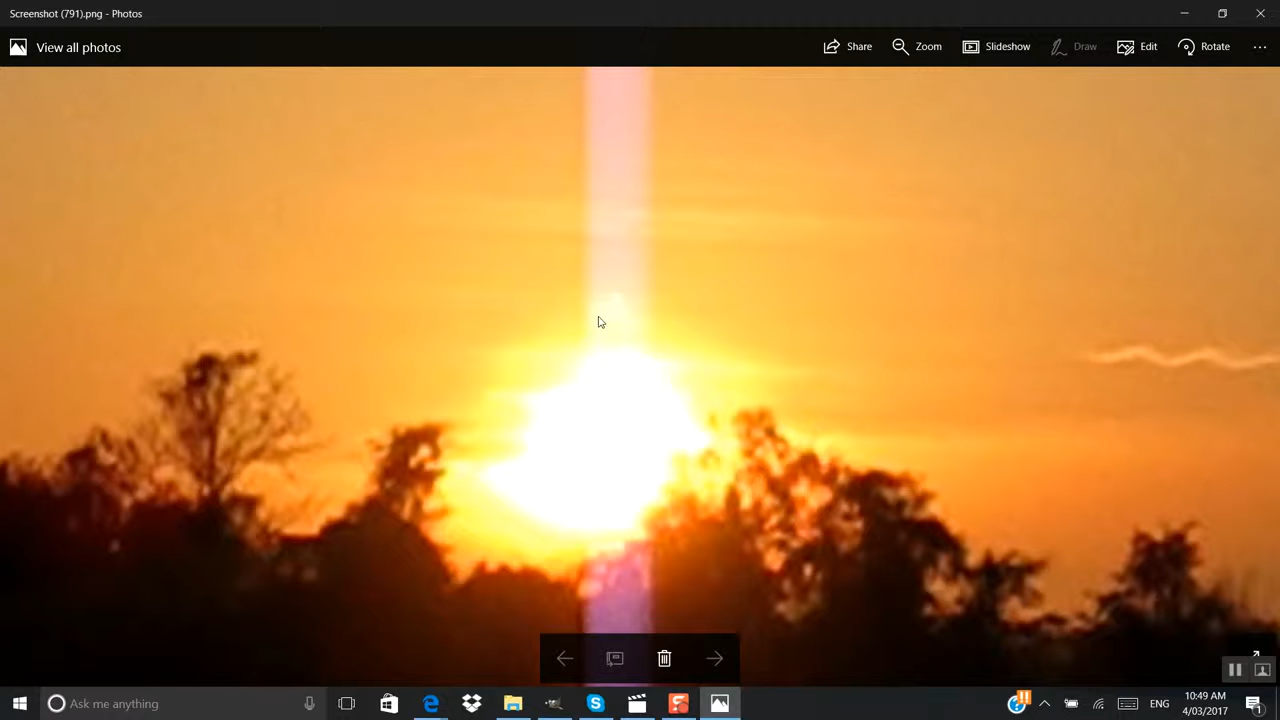 Screenshot (791).png - Photos
View all photos
Share
Zoom
Slideshow
Draw
Edit
Rotate
Ask me anything
ENG
10:49 AM
4/03/2017
1